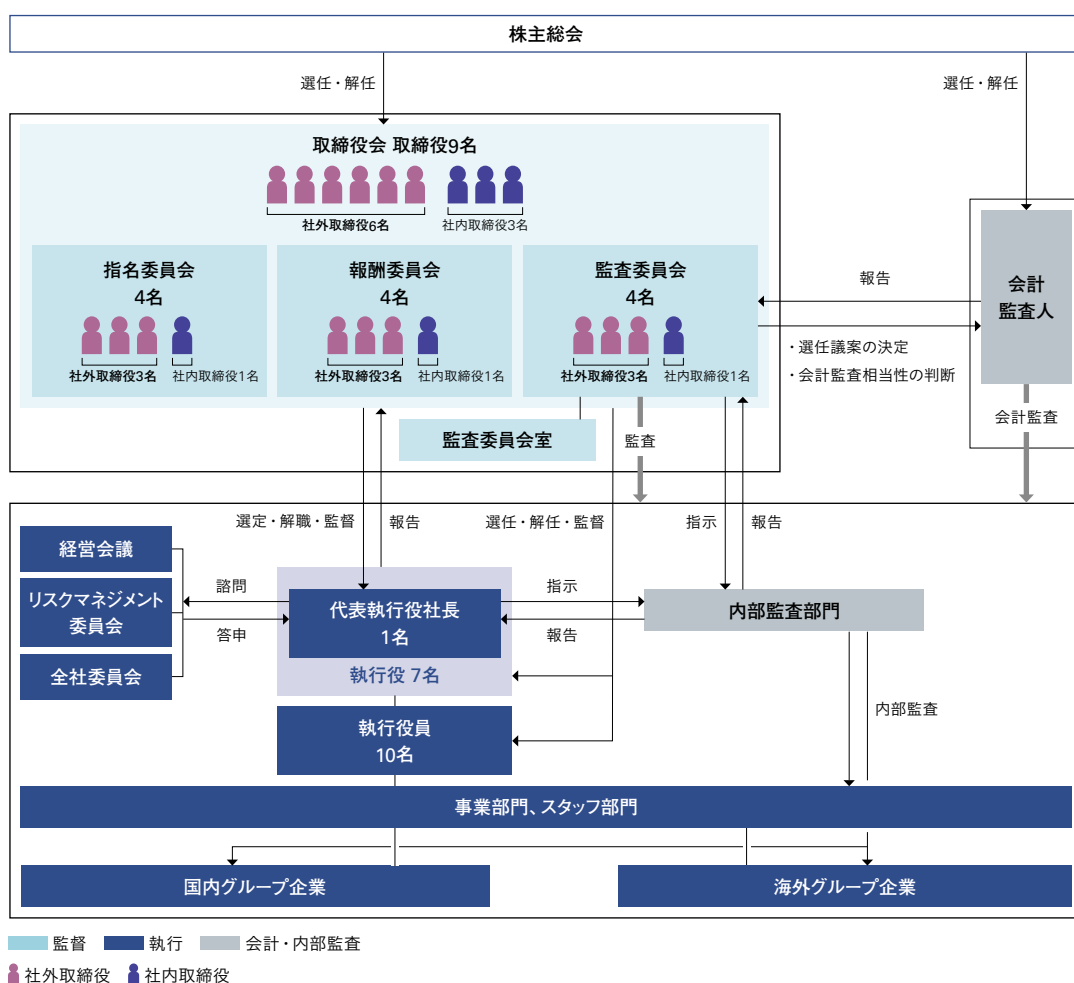 株主総会
選任・解任
選任・解任
取締役会 取締役9名
社外取締役6名
社内取締役3名
指名委員会
4名
社外取締役3名
社内取締役1名
報酬委員会
4名
社外取締役3名
社内取締役1名
監査委員会
4名
社外取締役3名
社内取締役1名
会計
監査人
報告
・選任議案の決定
・会計監査相当性の判断
監査委員会室
監査
会計監査
選定・解職・監督
報告
選任・解任・監督
指示
報告
経営会議
リスクマネジメント
委員会
全社委員会
諮問
答申
代表執行役社長
1名
執行役 7名
指示
報告
内部監査部門
執行役員
10名
内部監査
事業部門、スタッフ部門
国内グループ企業
海外グループ企業
監督
執行
会計・内部監査
社外取締役
社内取締役